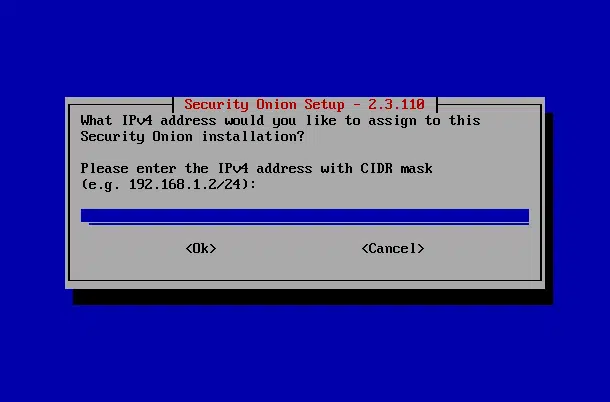 Security Onion Setup - 2.3.110
What IPv4 address would you like to assign to this
Security Onion installation?
Please enter the IPv4 address with CIDR mask
(e.g. 192.168.1.2/24):
<Ok> <Cancel>